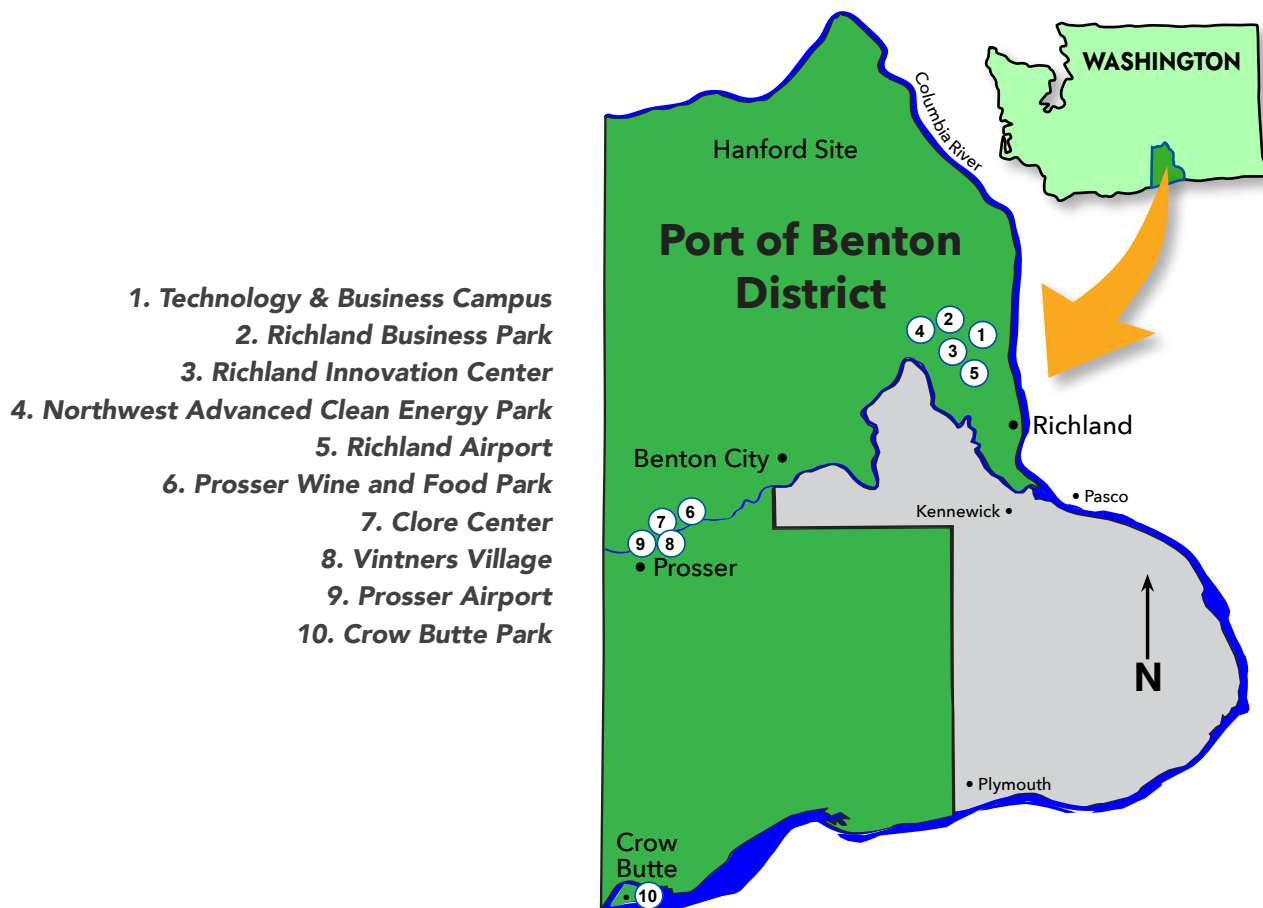 WASHINGTON
Columbia River
Hanford Site
Port of Benton
District
1. Technology & Business Campus
2. Richland Business Park
3. Richland Innovation Center
4. Northwest Advanced Clean Energy Park
5. Richland Airport
6. Prosser Wine and Food Park
7. Clore Center
8. Vintners Village
9. Prosser Airport
10. Crow Butte Park
2
4
1
3
5
Richland
Benton City
Pasco
Kennewick
6
7
9
8
Prosser
N
Plymouth
Crow
Butte
10